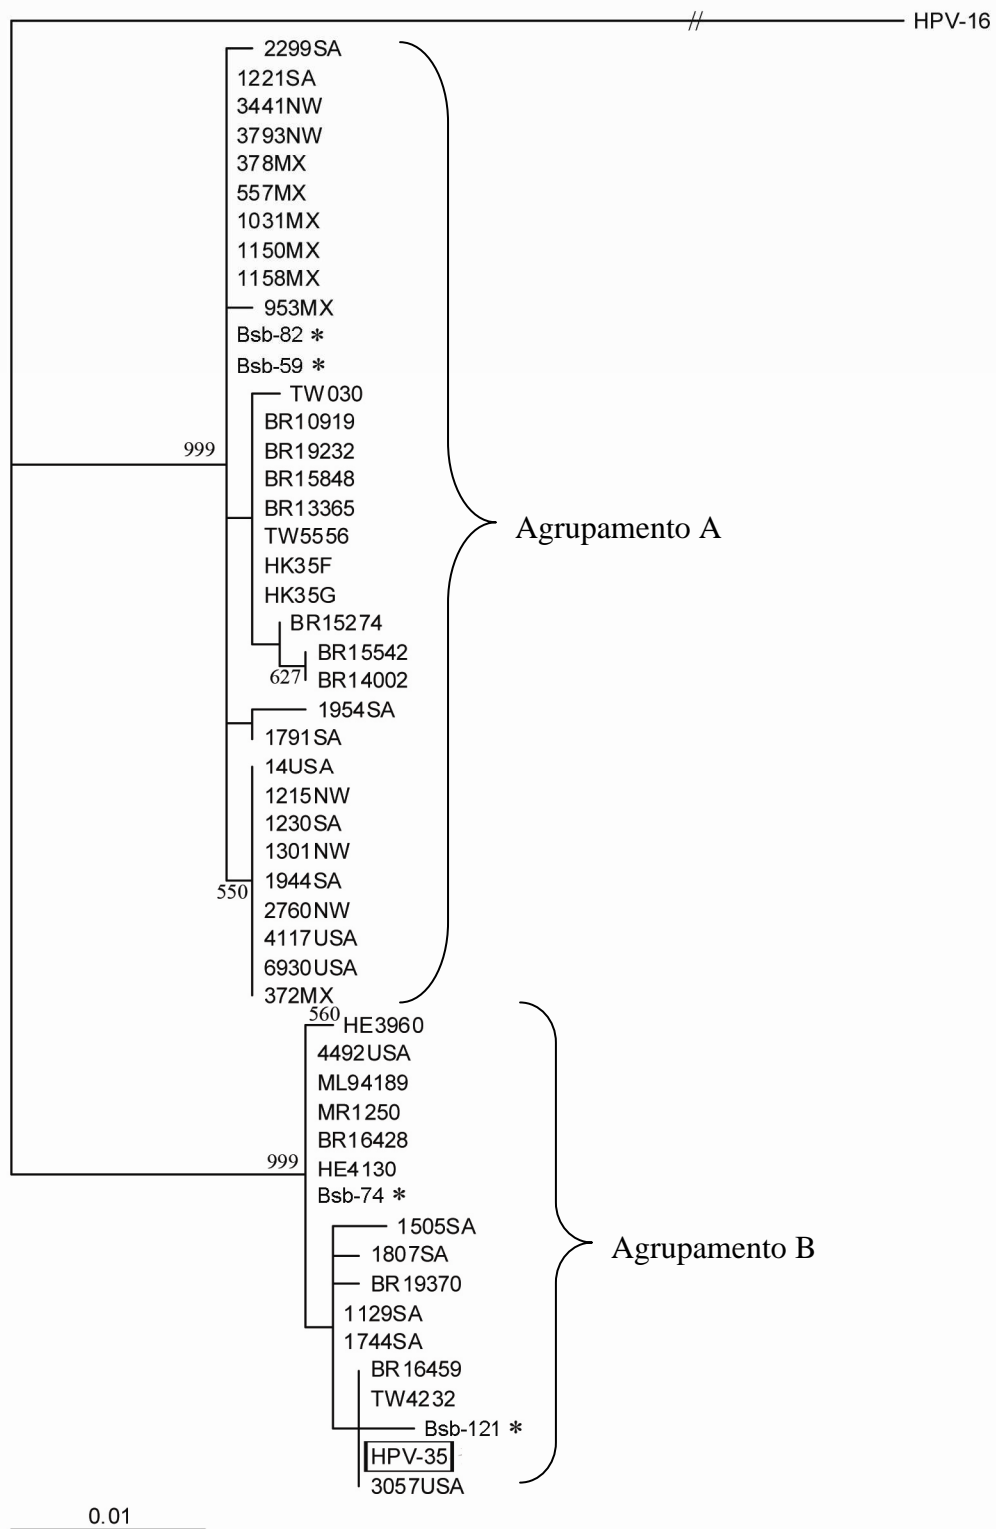 HPV-16
2299SA
1221SA
3441NW
3793NW
378MX
557MX
1031MX
1150MX
1158MX
953MX
Bsb-82 *
Bsb-59 *
TW030
BR10919
BR19232
999
BR15848
BR13365
Agrupamento A
TW5556
HK35F
HK35G
BR15274
BR15542
627
BR14002
1954SA
1791SA
14USA
1215NW
1230SA
1301NW
1944SA
550
2760NW
4117USA
6930USA
372MX
560
HE3960
4492USA
ML94189
MR1250
BR16428
999
HE4130
Bsb-74 *
1505SA
Agrupamento B
1807SA
BR19370
1129SA
1744SA
BR16459
TW4232
Bsb-121 *
HPV-35
3057USA
0.01